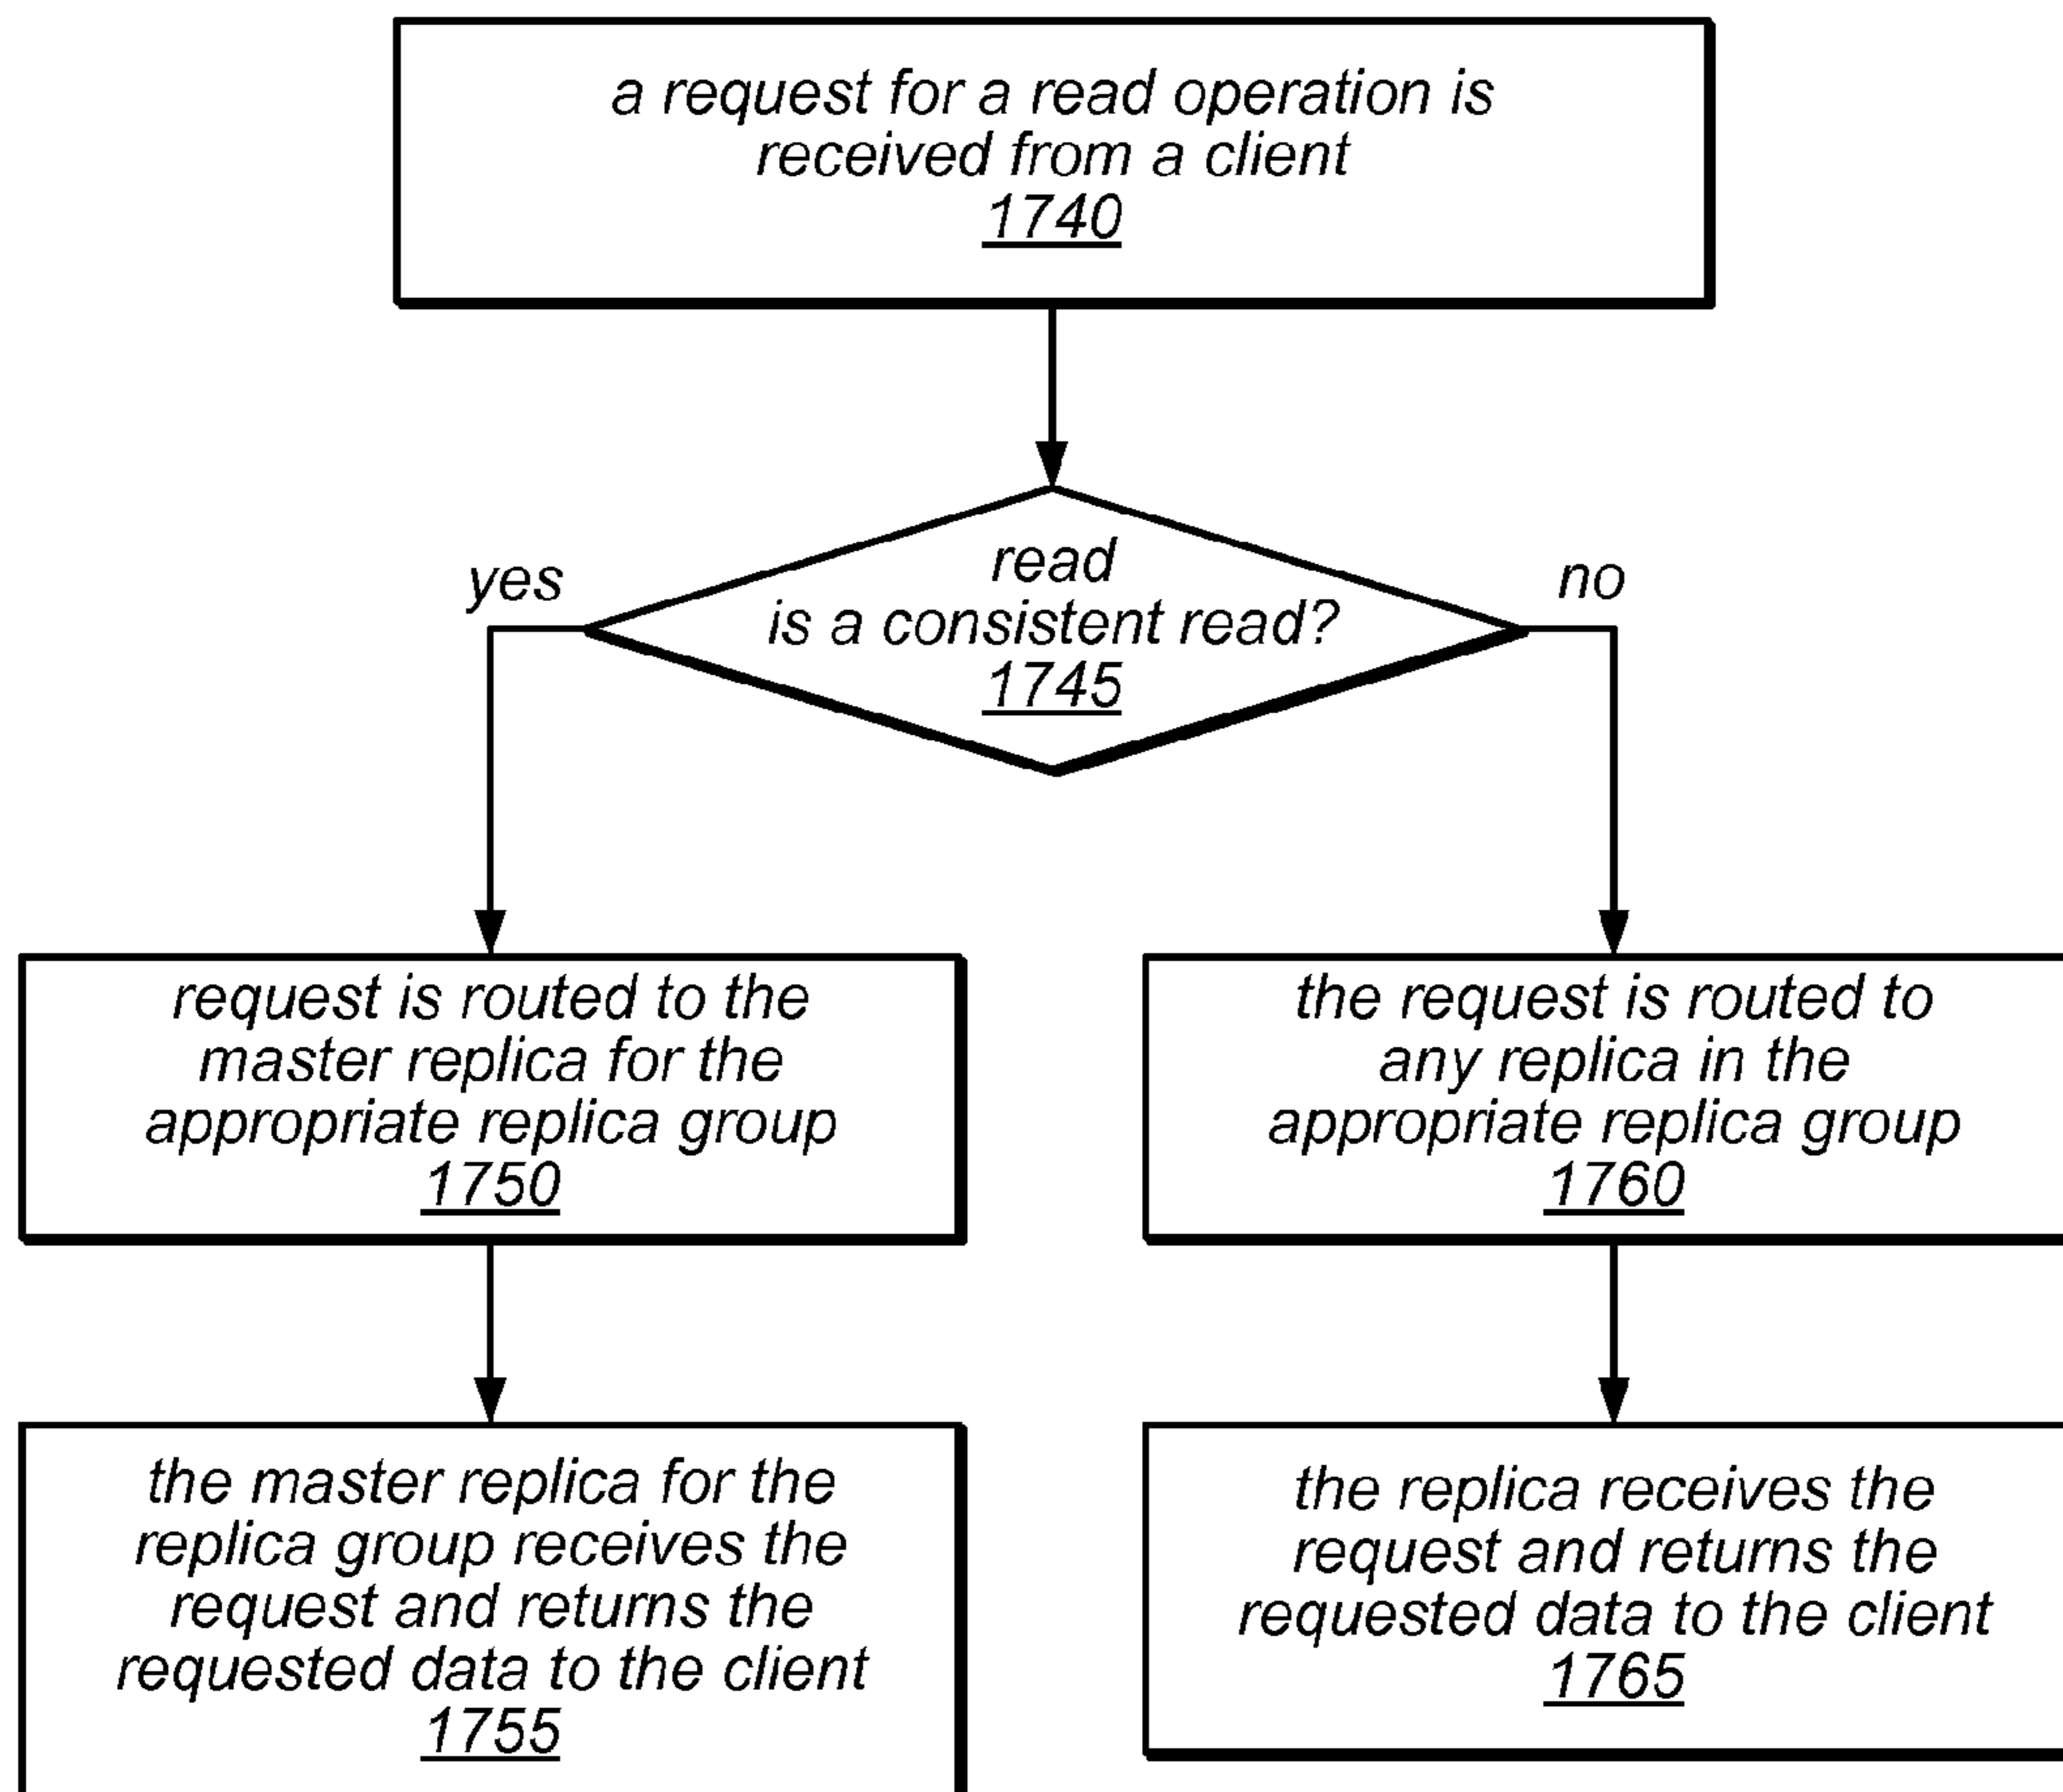 a request for a read operation is
received from a client
1740
read
is a consistent read?
1745
yes
no
request is routed to the
master replica for the
appropriate replica group
1750
the request is routed to
any replica in the
appropriate replica group
1760
the master replica for the
replica group receives the
request and returns the
requested data to the client
1755
the replica receives the
request and returns the
requested data to the client
1765